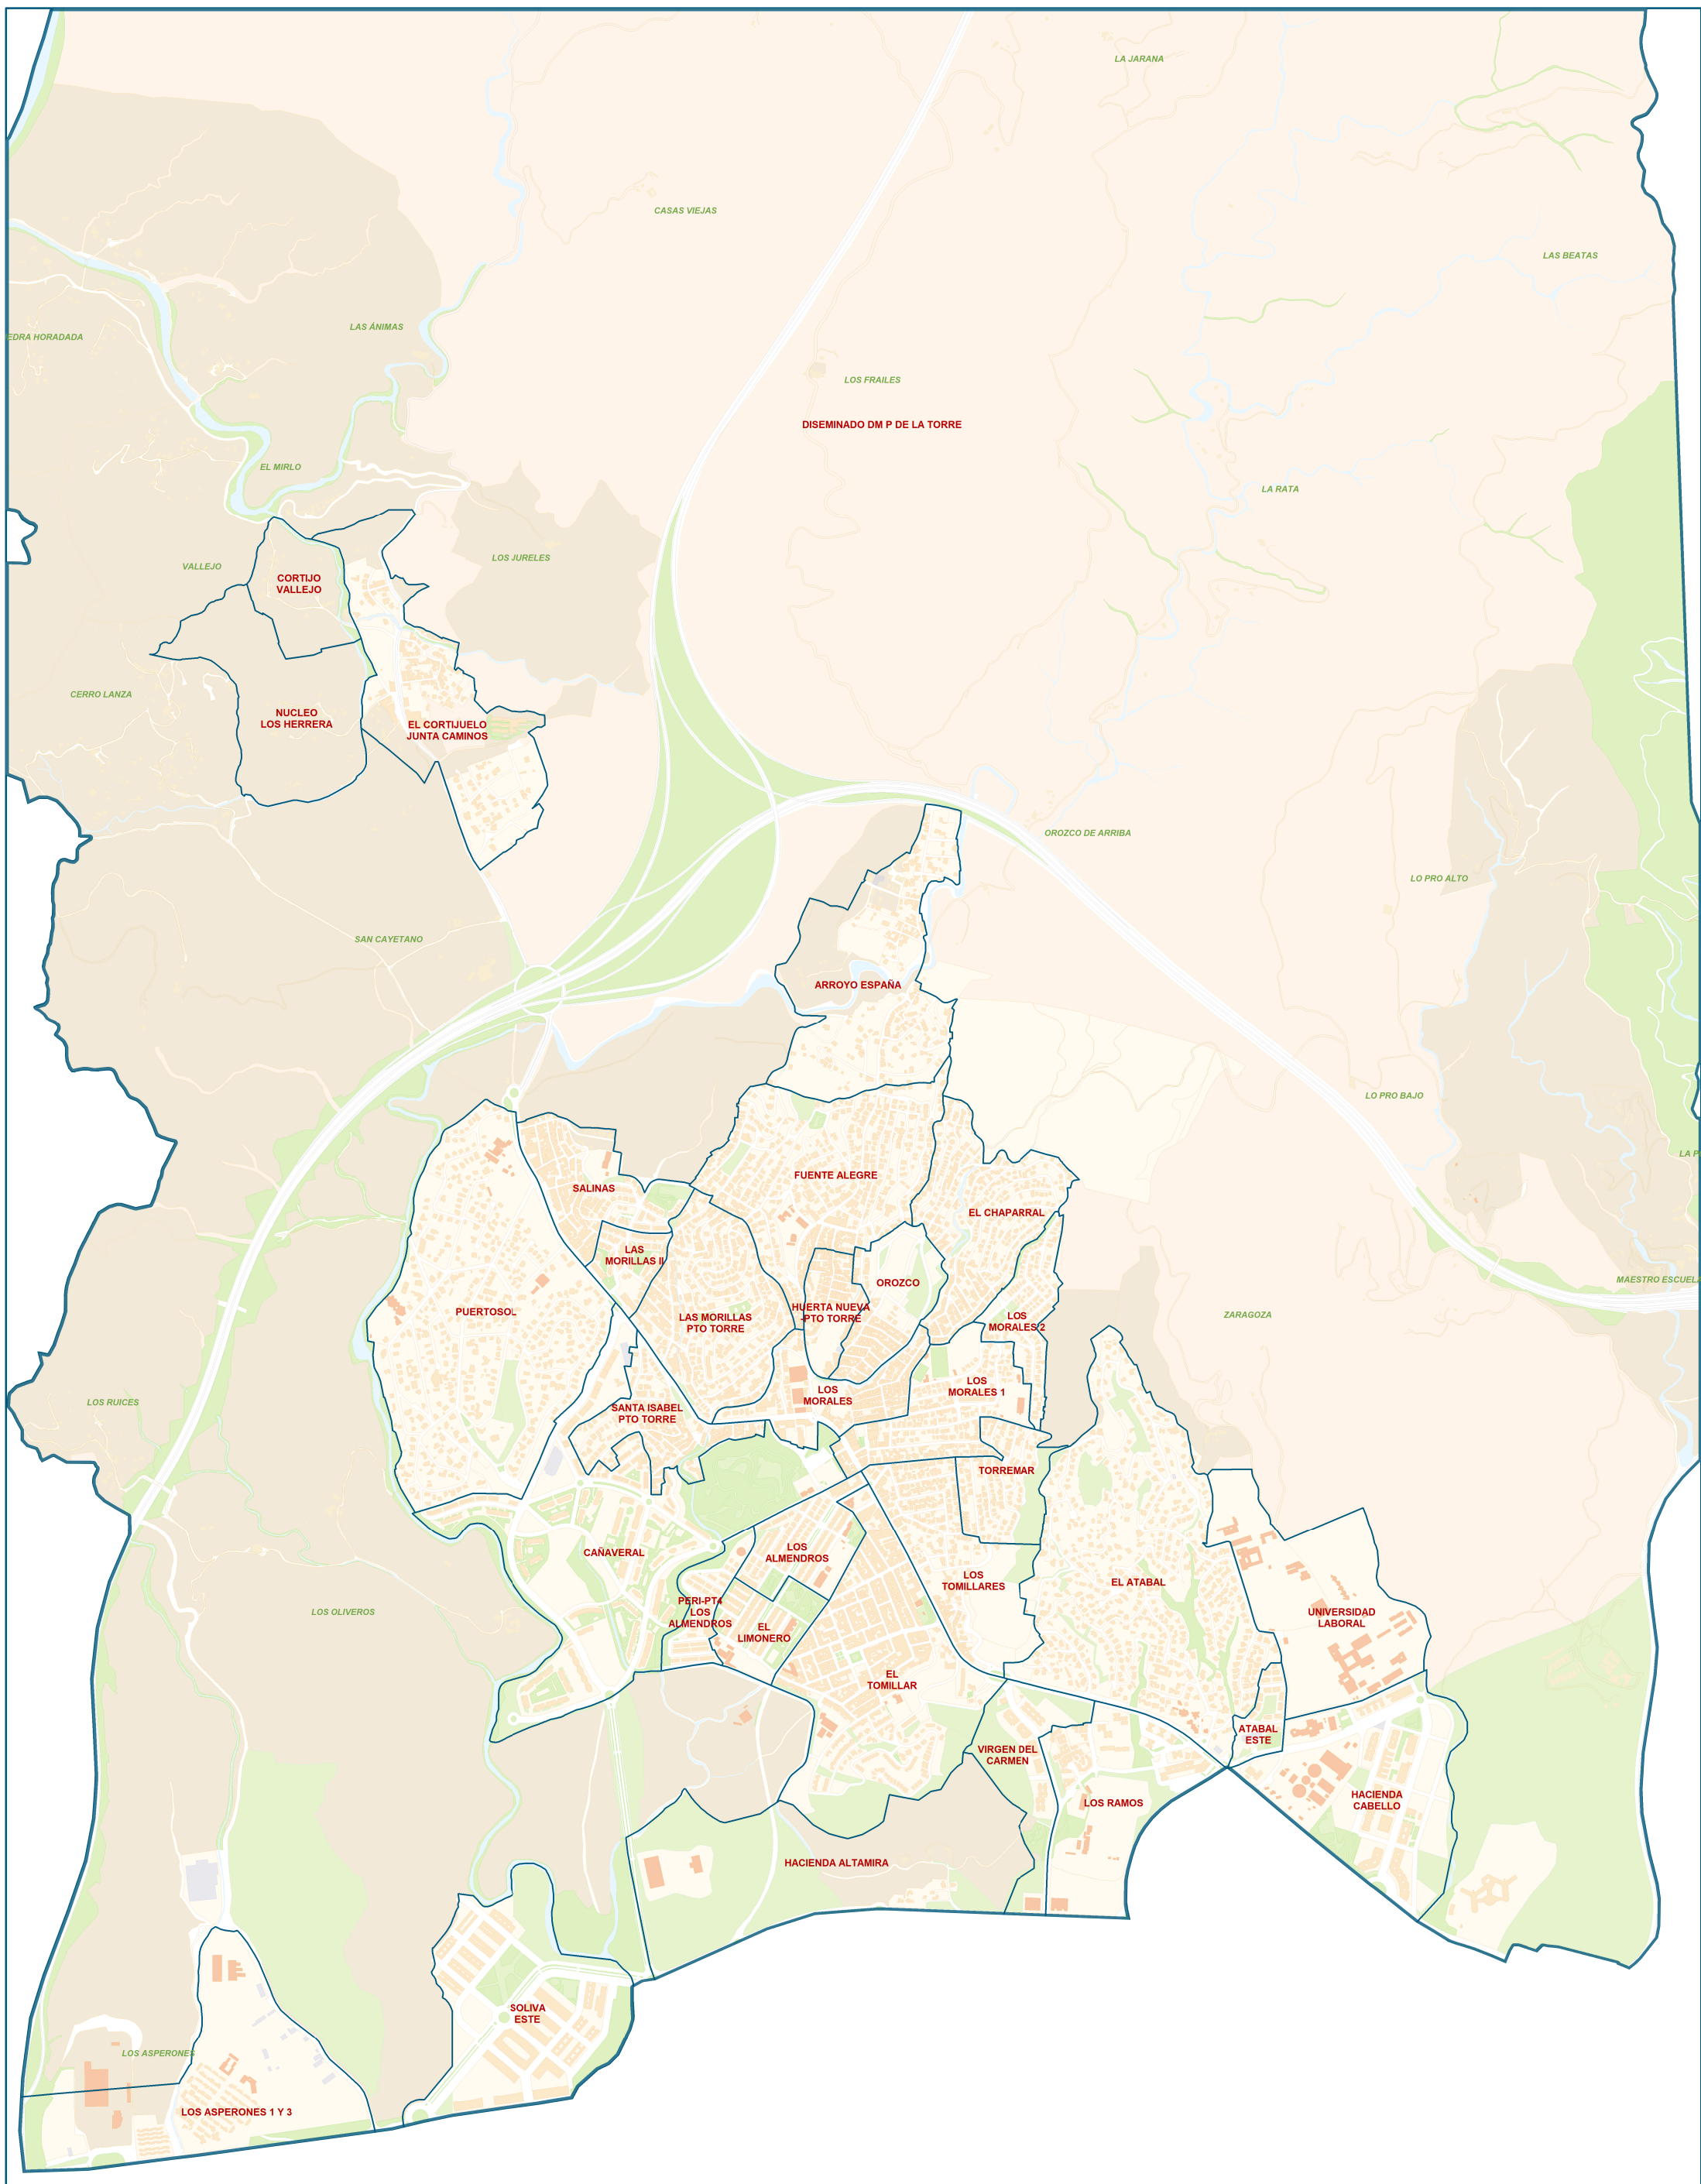 LA JARANA
CASAS VIEJAS
LAS BEATAS
LAS ÁNIMAS
EDRA HORADADA
LOS FRAILES
DISEMINADO DM P DE LA TORRE
EL MIRLO
LA RATA
LOS JURELES
VALLEJO
CORTIJO
VALLEJO
CERRO LANZA
NUCLEO
LOS HERRERA
EL CORTIJUELO
JUNTA CAMINOS
OROZCO DE ARRIBA
LO PRO ALTO
SAN CAYETANO
ARROYO ESPAÑA
LO PRO BAJO
LA P
FUENTE ALEGRE
SALINAS
EL CHAPARRAL
LAS
MORILLAS II
OROZCO
MAESTRO ESCUELA
PUERTOSOL
HUERTA NUEVA
-PTO TORRE
LAS MORILLAS
PTO TORRE
LOS
MORALES 2
ZARAGOZA
LOS
MORALES 1
LOS
MORALES
LOS RUICES
SANTA ISABEL
PTO TORRE
TORREMAR
CAÑAVERAL
LOS
ALMENDROS
LOS
TOMILLARES
EL ATABAL
PERI-PT4
LOS
ALMENDROS
LOS OLIVEROS
UNIVERSIDAD
LABORAL
EL
LIMONERO
EL
TOMILLAR
ATABAL
ESTE
VIRGEN DEL
CARMEN
LOS RAMOS
HACIENDA
CABELLO
HACIENDA ALTAMIRA
SOLIVA
ESTE
LOS ASPERONES
LOS ASPERONES 1 Y 3